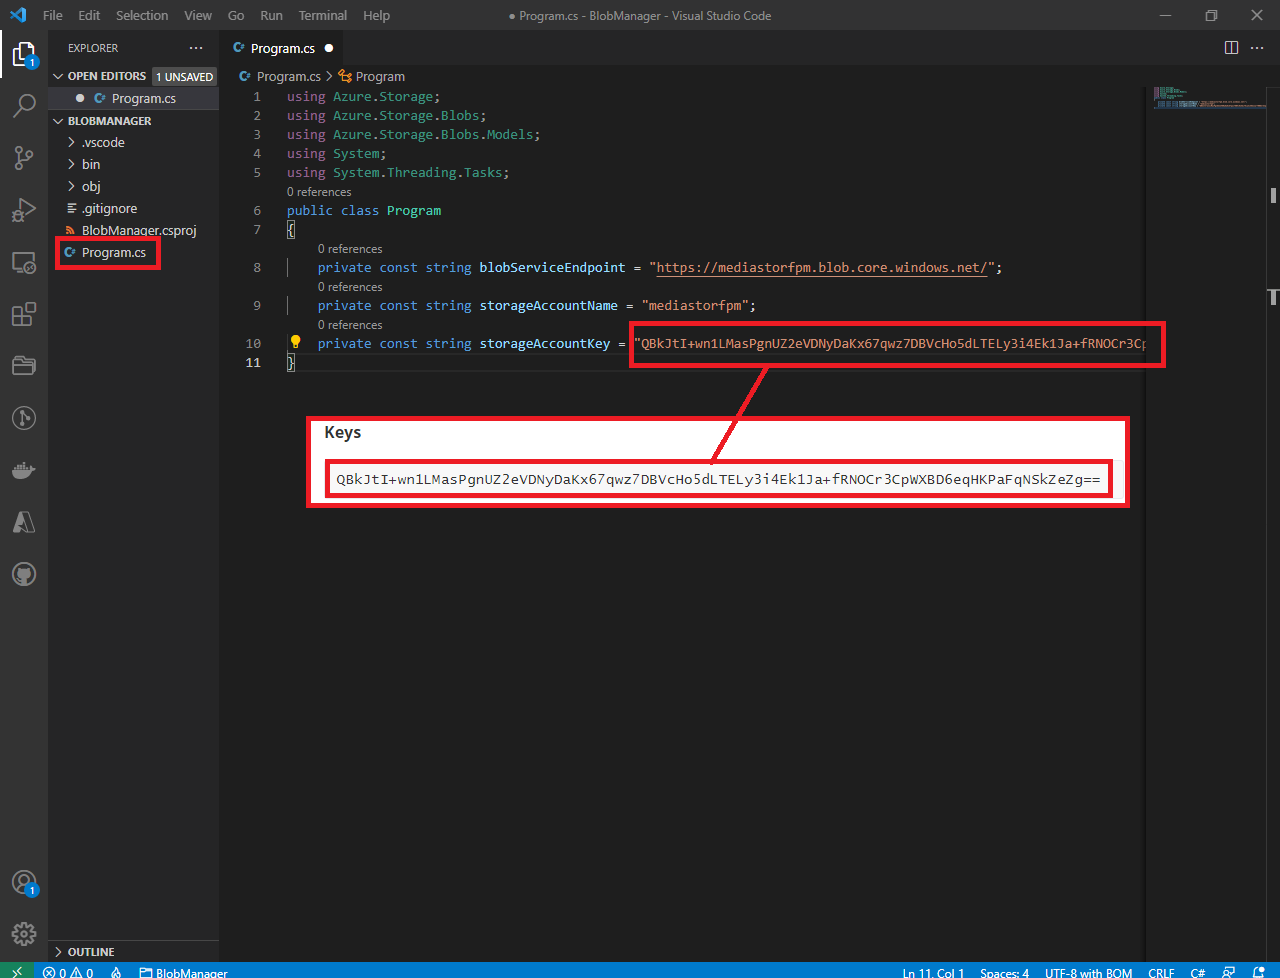 File Edit Selection View Go Run Terminal Help
● Program.cs - BlobManager - Visual Studio Code
EXPLORER
OPEN EDITORS 1 UNSAVED
C# Program.cs
BLOBMANAGER
.vscode
bin
obj
.gitignore
BlobManager.csproj
C# Program.cs
C# Program.cs ●
C# Program.cs > Program
1 using Azure.Storage;
2 using Azure.Storage.Blobs;
3 using Azure.Storage.Blobs.Models;
4 using System;
5 using System.Threading.Tasks;
0 references
6 public class Program
7 {
0 references
8 private const string blobServiceEndpoint = "https://mediastorfpm.blob.core.windows.net/";
0 references
9 private const string storageAccountName = "mediastorfpm";
0 references
10 private const string storageAccountKey = "QBkJtI+wn1LMasPgnUZ2eVDNyDaKx67qwz7DBVcHo5dLTELy3i4Ek1Ja+fRNOCr3Cp
11 }
Keys
QBkJtI+wn1LMasPgnUZ2eVDNyDaKx67qwz7DBVcHo5dLTELy3i4Ek1Ja+fRNOCr3CpWXBD6eqHKPaFqNSkZeZg==
1
1
OUTLINE
0 0 BlobManager
Ln 11, Col 1 Spaces: 4 UTF-8 with BOM CRLF C#